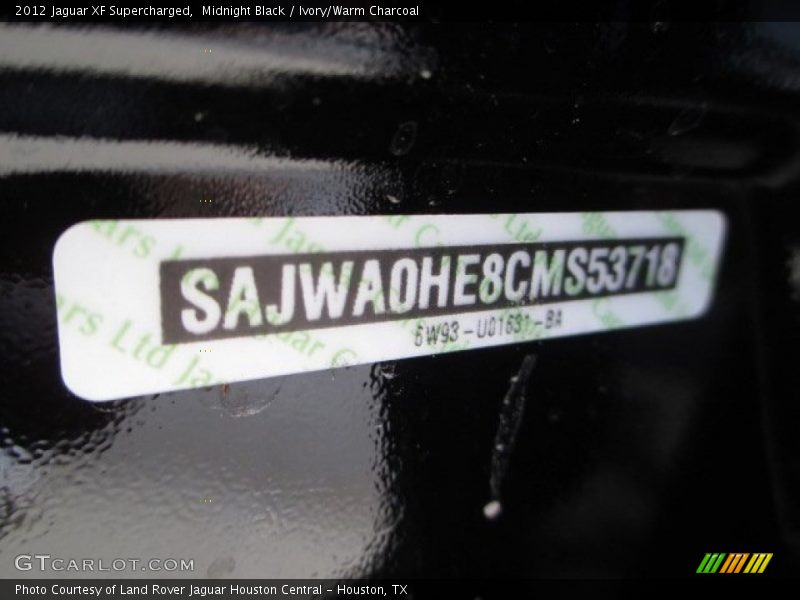 2012 Jaguar XF Supercharged,  Midnight Black / Ivory/Warm Charcoal
SAJWA0HE8CMS53718
6W93-U01631-BA
GTCARLOT.COM
Photo Courtesy of Land Rover Jaguar Houston Central - Houston, TX